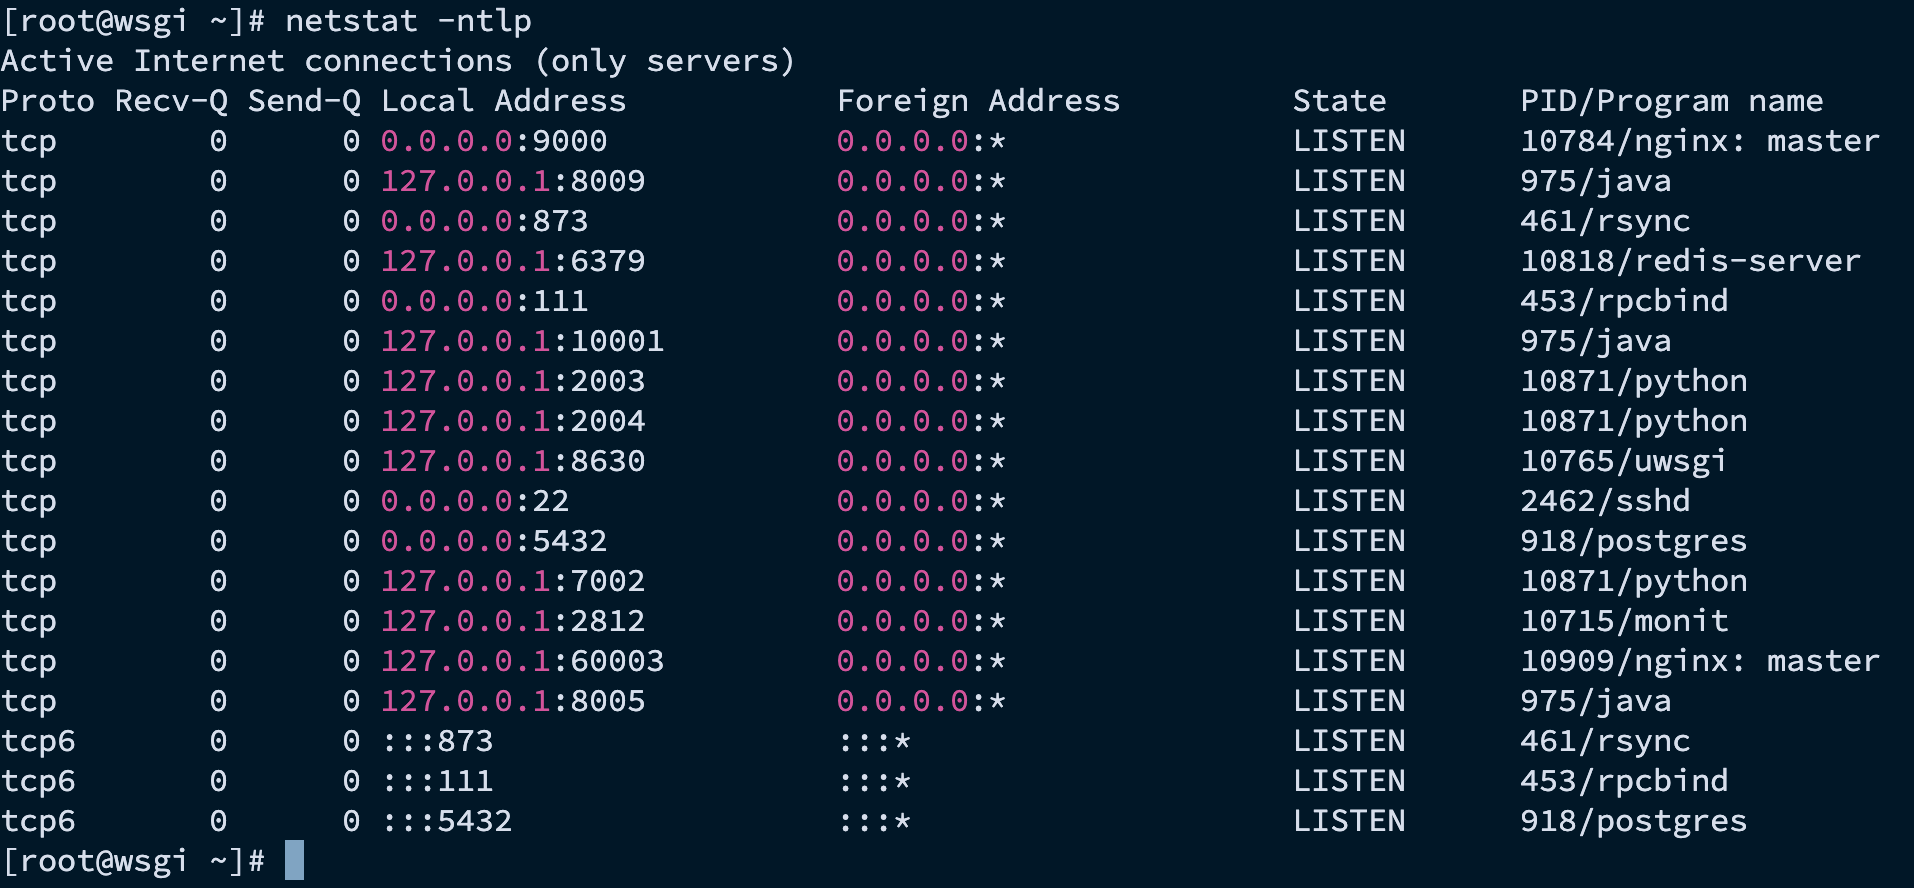 [root@wsgi ~]# netstat -ntlp
Active Internet connections (only servers)
Proto Recv-Q Send-Q Local Address           Foreign Address         State       PID/Program name
tcp        0      0 0.0.0.0:9000            0.0.0.0:*               LISTEN      10784/nginx: master
tcp        0      0 127.0.0.1:8009          0.0.0.0:*               LISTEN      975/java
tcp        0      0 0.0.0.0:873             0.0.0.0:*               LISTEN      461/rsync
tcp        0      0 127.0.0.1:6379          0.0.0.0:*               LISTEN      10818/redis-server
tcp        0      0 0.0.0.0:111             0.0.0.0:*               LISTEN      453/rpcbind
tcp        0      0 127.0.0.1:10001         0.0.0.0:*               LISTEN      975/java
tcp        0      0 127.0.0.1:2003          0.0.0.0:*               LISTEN      10871/python
tcp        0      0 127.0.0.1:2004          0.0.0.0:*               LISTEN      10871/python
tcp        0      0 127.0.0.1:8630          0.0.0.0:*               LISTEN      10765/uwsgi
tcp        0      0 0.0.0.0:22              0.0.0.0:*               LISTEN      2462/sshd
tcp        0      0 0.0.0.0:5432            0.0.0.0:*               LISTEN      918/postgres
tcp        0      0 127.0.0.1:7002          0.0.0.0:*               LISTEN      10871/python
tcp        0      0 127.0.0.1:2812          0.0.0.0:*               LISTEN      10715/monit
tcp        0      0 127.0.0.1:60003         0.0.0.0:*               LISTEN      10909/nginx: master
tcp        0      0 127.0.0.1:8005          0.0.0.0:*               LISTEN      975/java
tcp6       0      0 :::873                  :::*                    LISTEN      461/rsync
tcp6       0      0 :::111                  :::*                    LISTEN      453/rpcbind
tcp6       0      0 :::5432                 :::*                    LISTEN      918/postgres
[root@wsgi ~]#